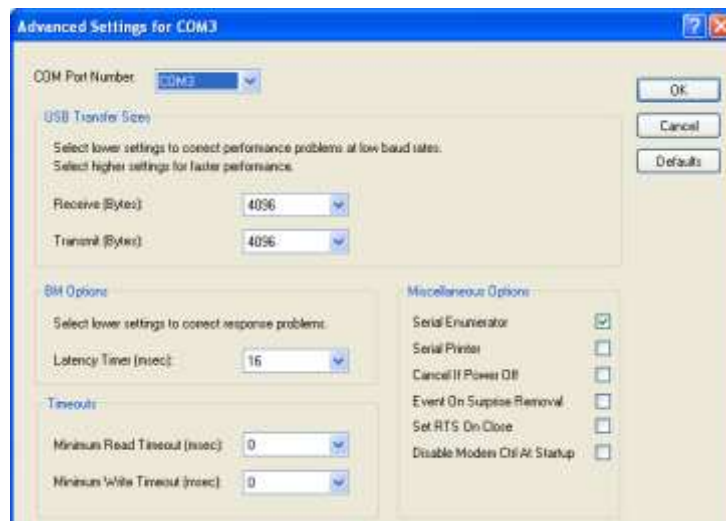 Advanced Settings for COM3
COM Port Number:
COM3
OK
Cancel
Defaults
USB Transfer Sizes
Select lower settings to correct performance problems at low baud rates.
Select higher settings for faster performance.
Receive (Bytes):
4096
Transmit (Bytes):
4096
BM Options
Select lower settings to correct response problems.
Latency Timer (msec):
16
Timeouts
Minimum Read Timeout (msec):
0
Minimum Write Timeout (msec):
0
Miscellaneous Options
Serial Enumerator
Serial Printer
Cancel If Power Off
Event On Surprise Removal
Set RTS On Close
Disable Modem Ctrl At Startup